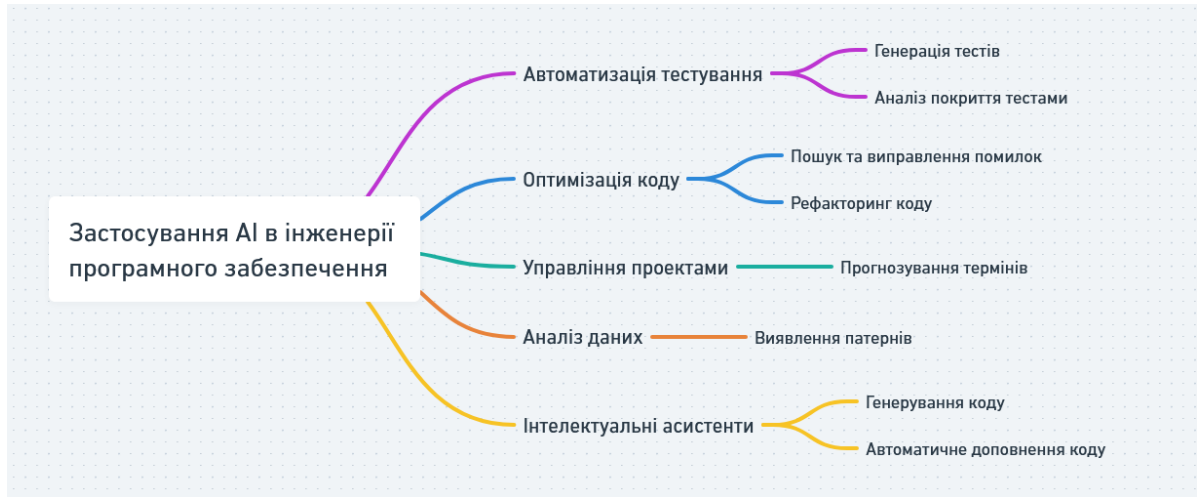 Застосування AI в інженерії
програмного забезпечення
Автоматизація тестування
Генерація тестів
Аналіз покриття тестами
Оптимізація коду
Пошук та виправлення помилок
Рефакторинг коду
Управління проектами
Прогнозування термінів
Аналіз даних
Виявлення патернів
Інтелектуальні асистенти
Генерування коду
Автоматичне доповнення коду